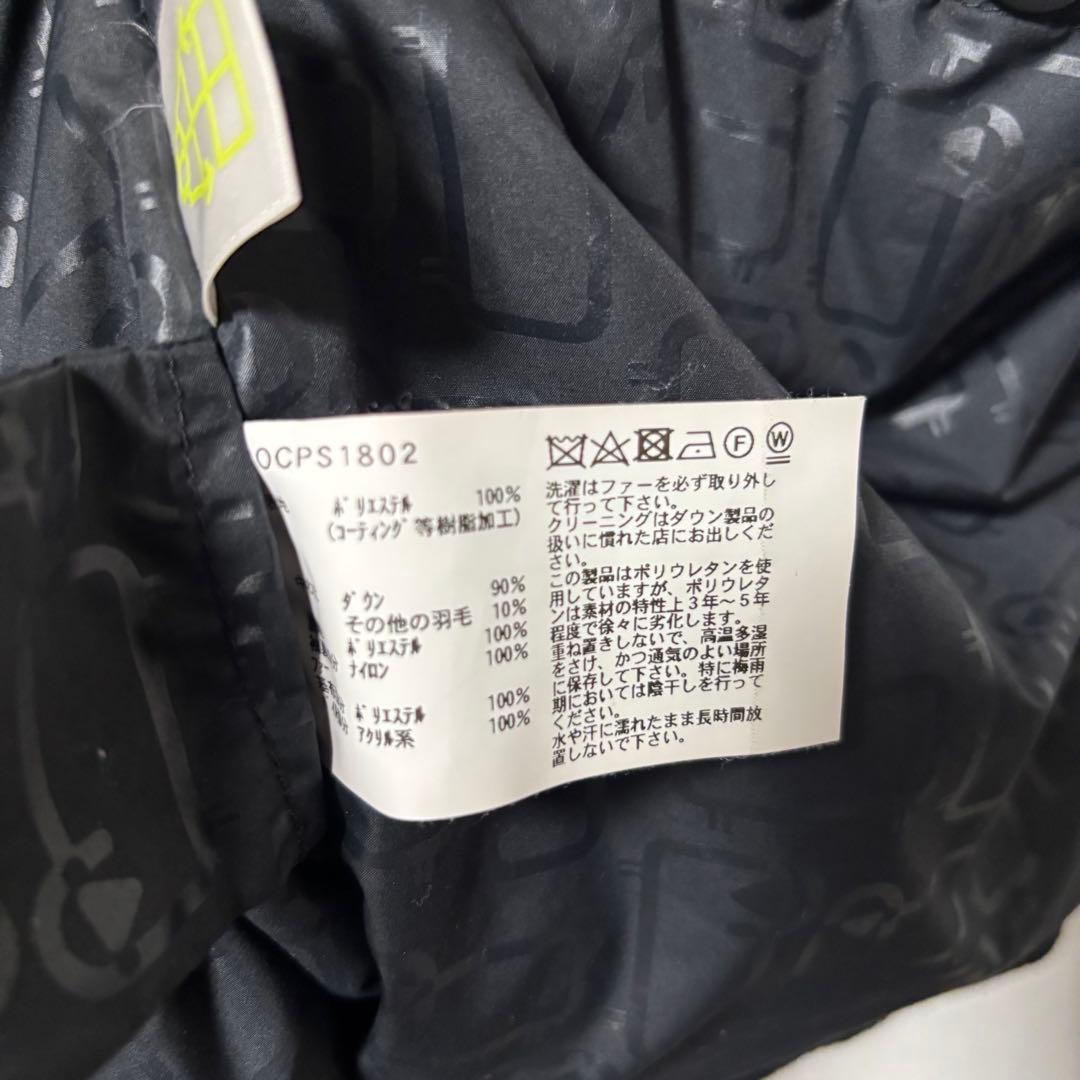 0CPS1802
ポリエステル 100%
(コーティング等樹脂加工)
ダウン 90%
その他の羽毛 10%
ポリエステル 100%
ナイロン 100%
ポリエステル 100%
アクリル系 100%
F W
洗濯はファーを必ず取り外し
て行って下さい。
クリーニングはダウン製品の
扱いに慣れた店にお出しくだ
さい。
この製品はポリウレタンを使
用していますが、ポリウレタ
ンは素材の特性上3年~5年
程度で徐々に劣化します。
重ね置きしないで、高温多湿
をさけ、かつ通気のよい場所
に保存して下さい。特に梅雨
期においては陰干しを行って
ください。
水や汗に濡れたまま長時間放
置しないで下さい。